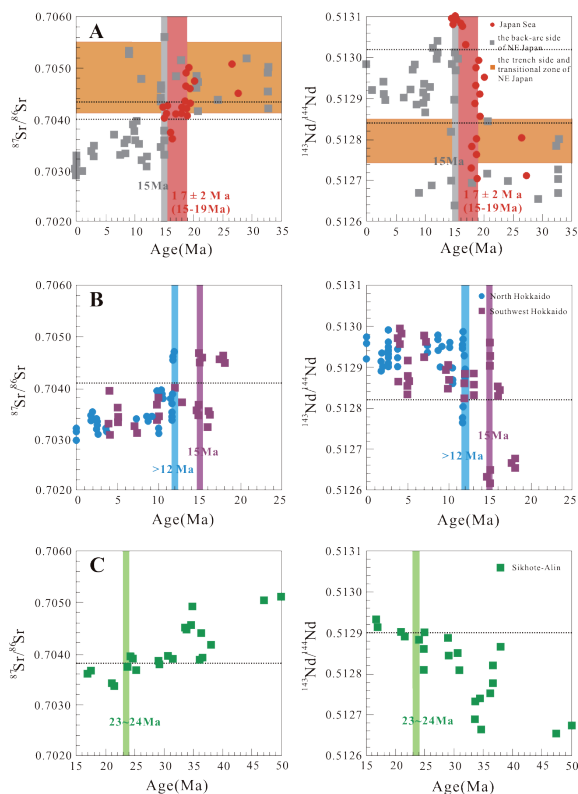 A
0.7070
0.7060
0.7050
0.7040
0.7030
0.7020
⁸⁷Sr/⁸⁶Sr
15Ma
17±2Ma
(15-19Ma)
0 5 10 15 20 25 30 35
Age(Ma)
0.5131
0.5130
0.5129
0.5128
0.5127
0.5126
¹⁴³Nd/¹⁴⁴Nd
Japan Sea
the back-arc side
of NE Japan
the trench side and
transitional zone of
NE Japan
15Ma
17±2Ma
(15-19Ma)
0 5 10 15 20 25 30 35
Age(Ma)
B
0.7060
0.7050
0.7040
0.7030
0.7020
⁸⁷Sr/⁸⁶Sr
15Ma
>12Ma
0 5 10 15 20 25
Age(Ma)
0.5131
0.5130
0.5129
0.5128
0.5127
0.5126
¹⁴³Nd/¹⁴⁴Nd
North Hokkaido
Southwest Hokkaido
15Ma
>12Ma
0 5 10 15 20 25
Age(Ma)
C
0.7060
0.7050
0.7040
0.7030
0.7020
⁸⁷Sr/⁸⁶Sr
23~24Ma
15 20 25 30 35 40 45 50
Age(Ma)
0.5131
0.5130
0.5129
0.5128
0.5127
0.5126
¹⁴³Nd/¹⁴⁴Nd
Sikhote-Alin
23~24Ma
15 20 25 30 35 40 45 50
Age(Ma)